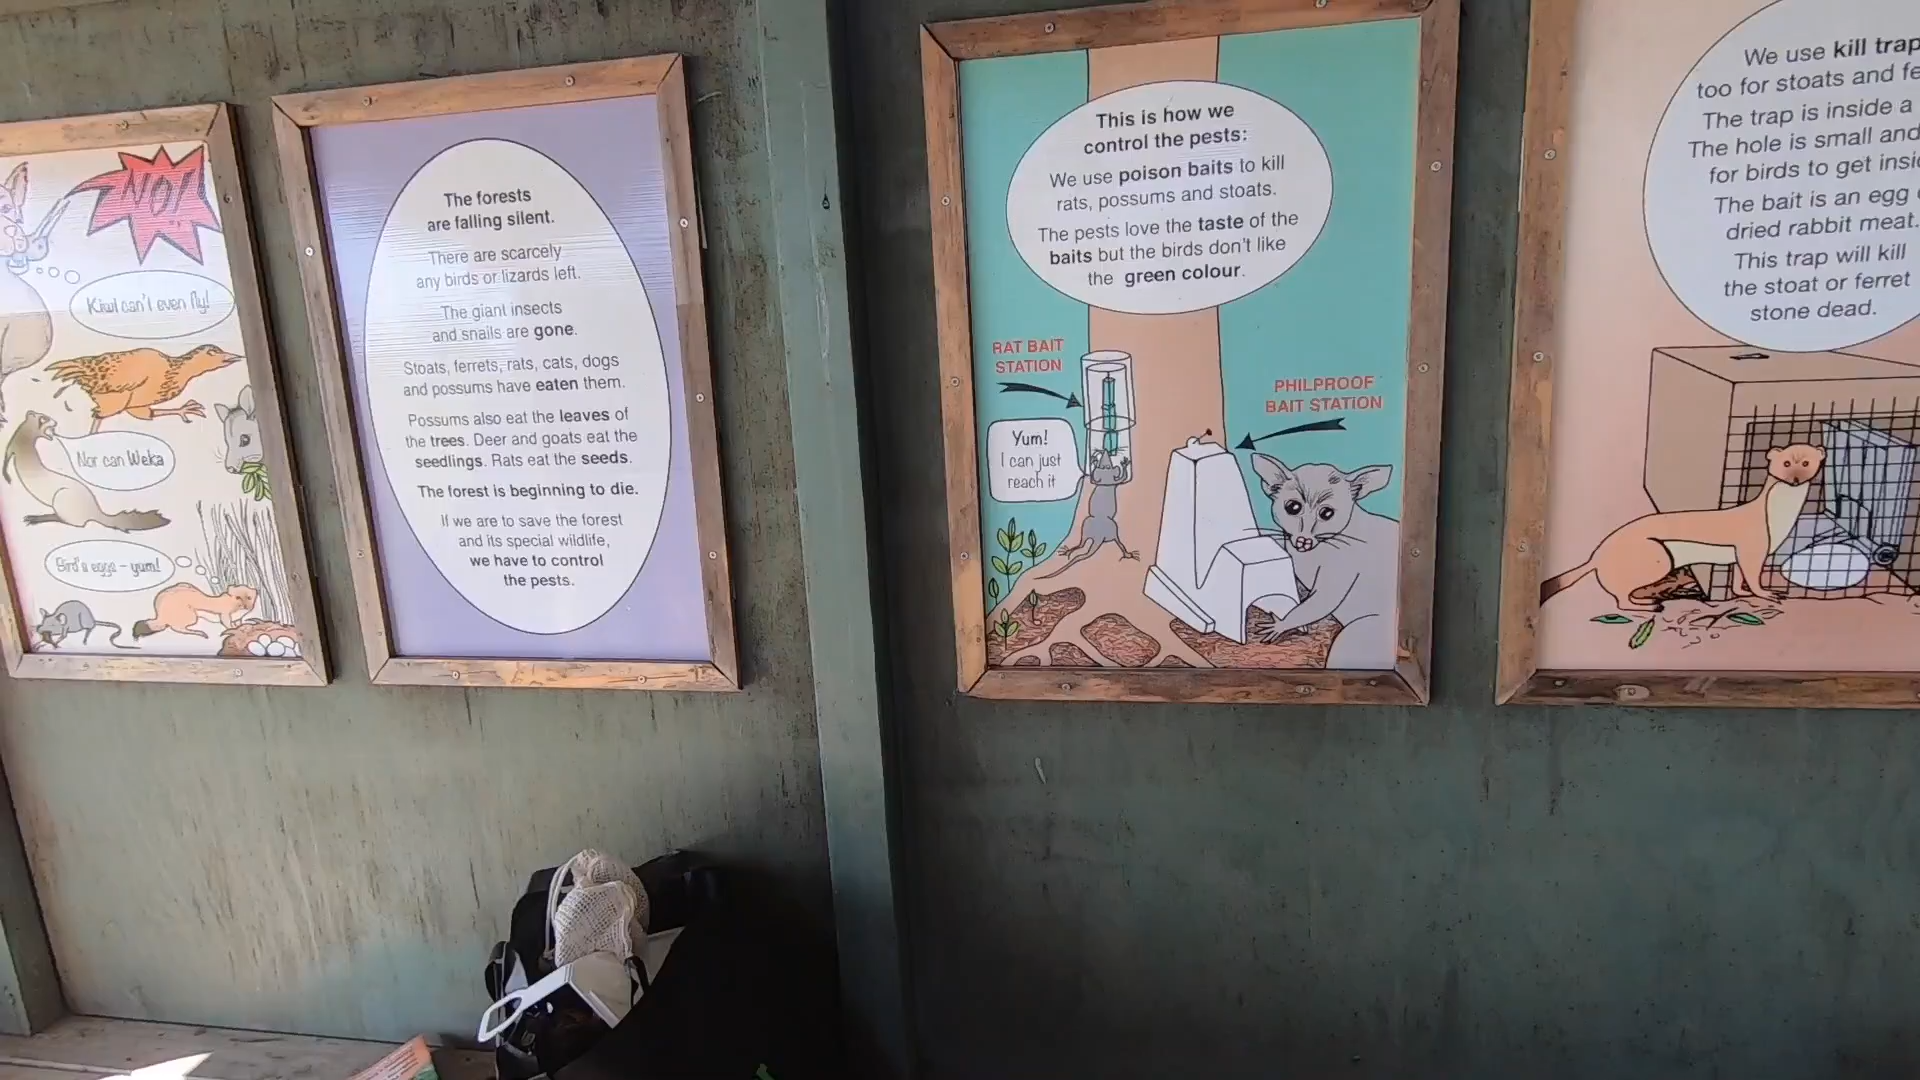 NO!
Kiwi can't even fly!
Nor can Weka
Bird's eggs – yum!
The forests
are falling silent.
There are scarcely
any birds or lizards left.
The giant insects
and snails are gone.
Stoats, ferrets, rats, cats, dogs
and possums have eaten them.
Possums also eat the leaves of
the trees. Deer and goats eat the
seedlings. Rats eat the seeds.
The forest is beginning to die.
If we are to save the forest
and its special wildlife,
we have to control
the pests.
This is how we
control the pests:
We use poison baits to kill
rats, possums and stoats.
The pests love the taste of the
baits but the birds don't like
the green colour.
RAT BAIT
STATION
Yum!
I can just
reach it
PHILPROOF
BAIT STATION
We use kill trap
too for stoats and fe
The trap is inside a
The hole is small and
for birds to get insi
The bait is an egg
dried rabbit meat.
This trap will kill
the stoat or ferret
stone dead.